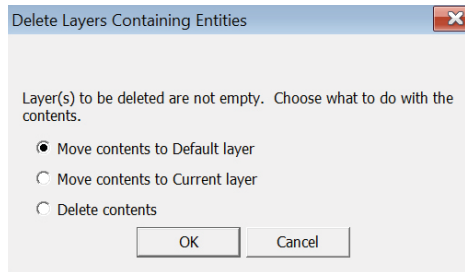 Delete Layers Containing Entities
Layer(s) to be deleted are not empty.  Choose what to do with the
contents.
Move contents to Default layer
Move contents to Current layer
Delete contents
OK
Cancel